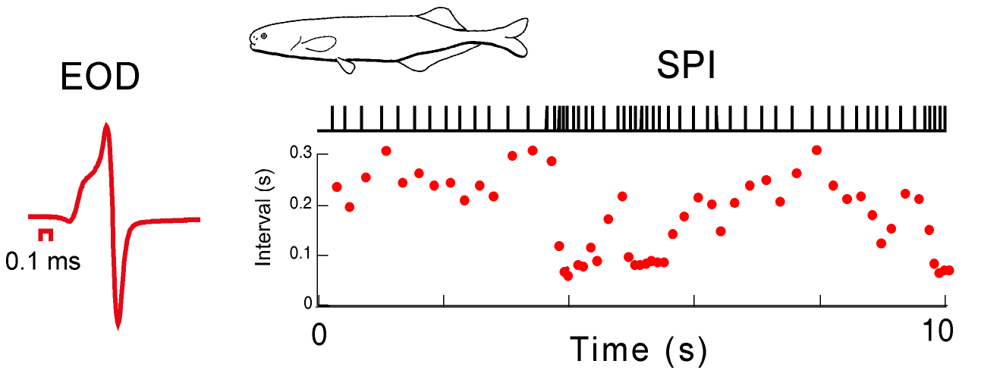 EOD
0.1 ms
SPI
Interval (s)
0.3
0.2
0.1
0
0
10
Time (s)